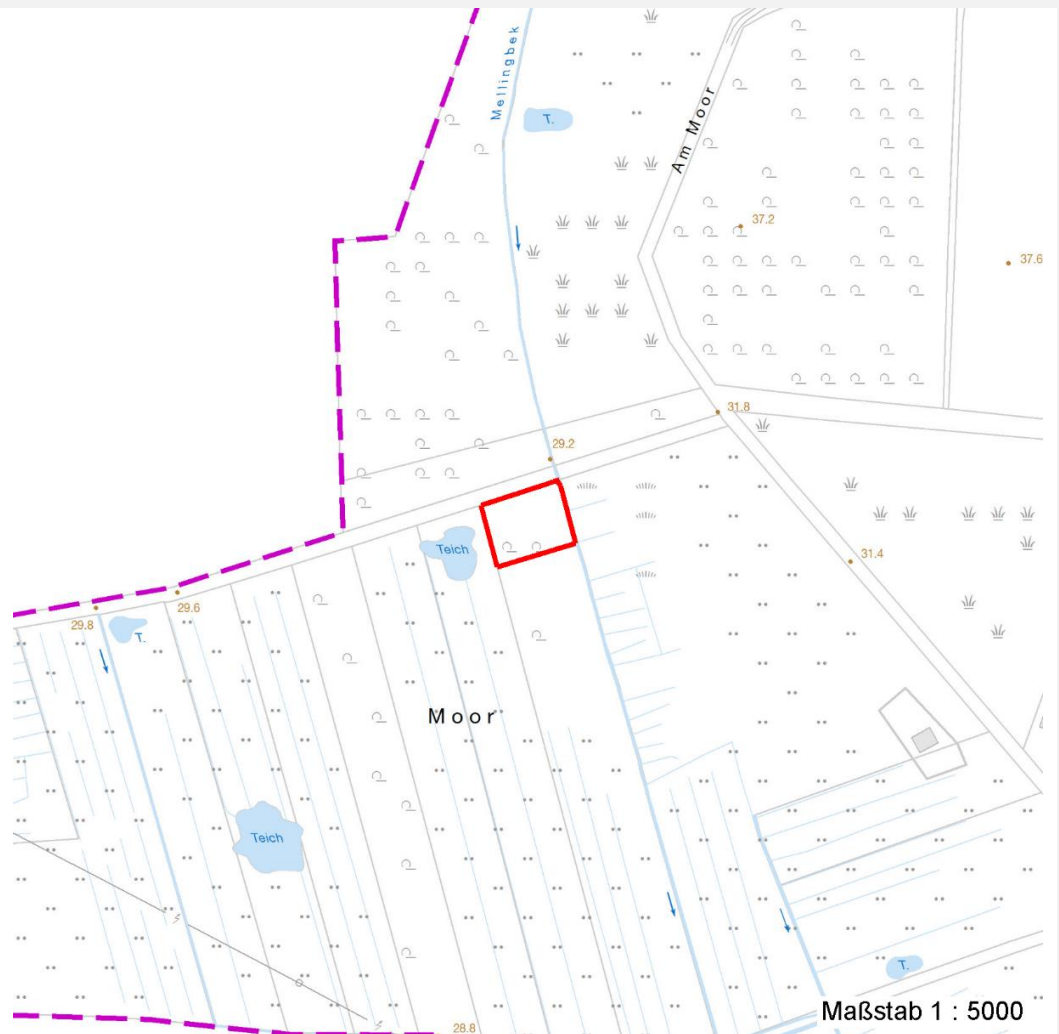 Mellingbek
T.
Am Moor
37.2
37.6
31.8
29.2
Teich
31.4
29.6
29.8
T.
Moor
Teich
T.
28.8
Maßstab 1 : 5000